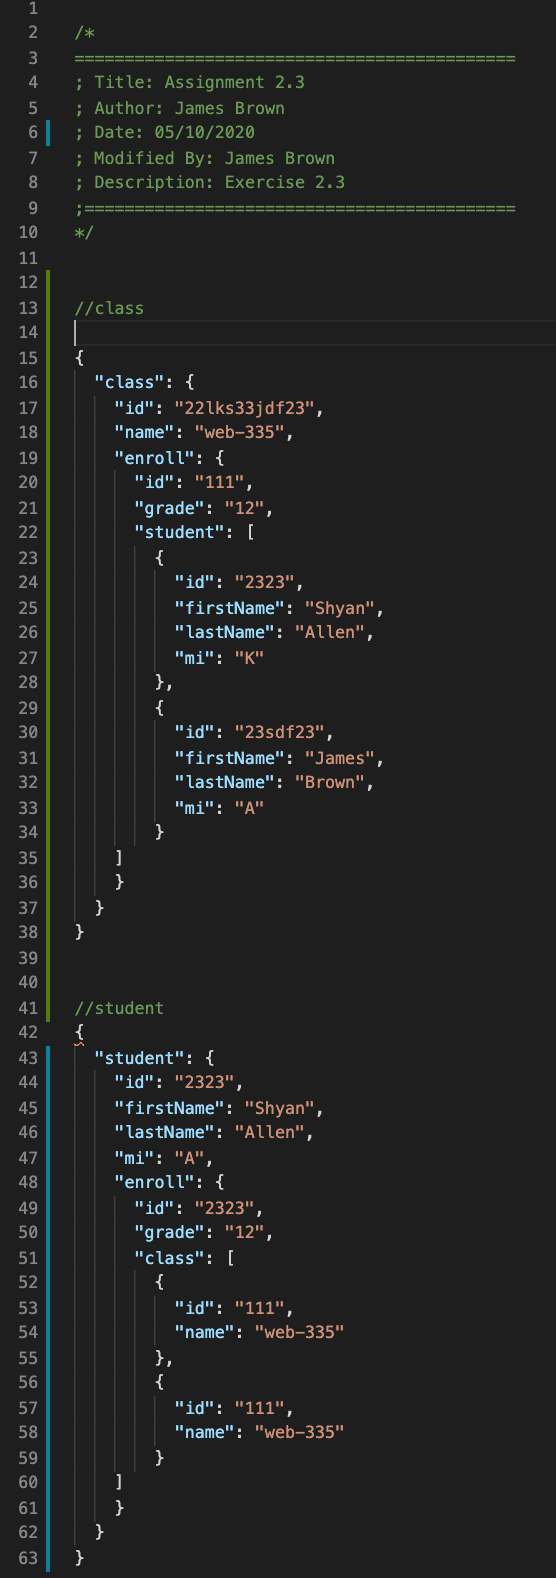 1
2 /*
3 ============================================
4 ; Title: Assignment 2.3
5 ; Author: James Brown
6 ; Date: 05/10/2020
7 ; Modified By: James Brown
8 ; Description: Exercise 2.3
9 ;===========================================
10 */
11
12
13 //class
14
15 {
16   "class": {
17     "id": "22lks33jdf23",
18     "name": "web-335",
19     "enroll": {
20       "id": "111",
21       "grade": "12",
22       "student": [
23         {
24           "id": "2323",
25           "firstName": "Shyan",
26           "lastName": "Allen",
27           "mi": "K"
28         },
29         {
30           "id": "23sdf23",
31           "firstName": "James",
32           "lastName": "Brown",
33           "mi": "A"
34         }
35     ]
36     }
37   }
38 }
39
40
41 //student
42 {
43   "student": {
44     "id": "2323",
45     "firstName": "Shyan",
46     "lastName": "Allen",
47     "mi": "A",
48     "enroll": {
49       "id": "2323",
50       "grade": "12",
51       "class": [
52         {
53           "id": "111",
54           "name": "web-335"
55         },
56         {
57           "id": "111",
58           "name": "web-335"
59         }
60     ]
61     }
62   }
63 }